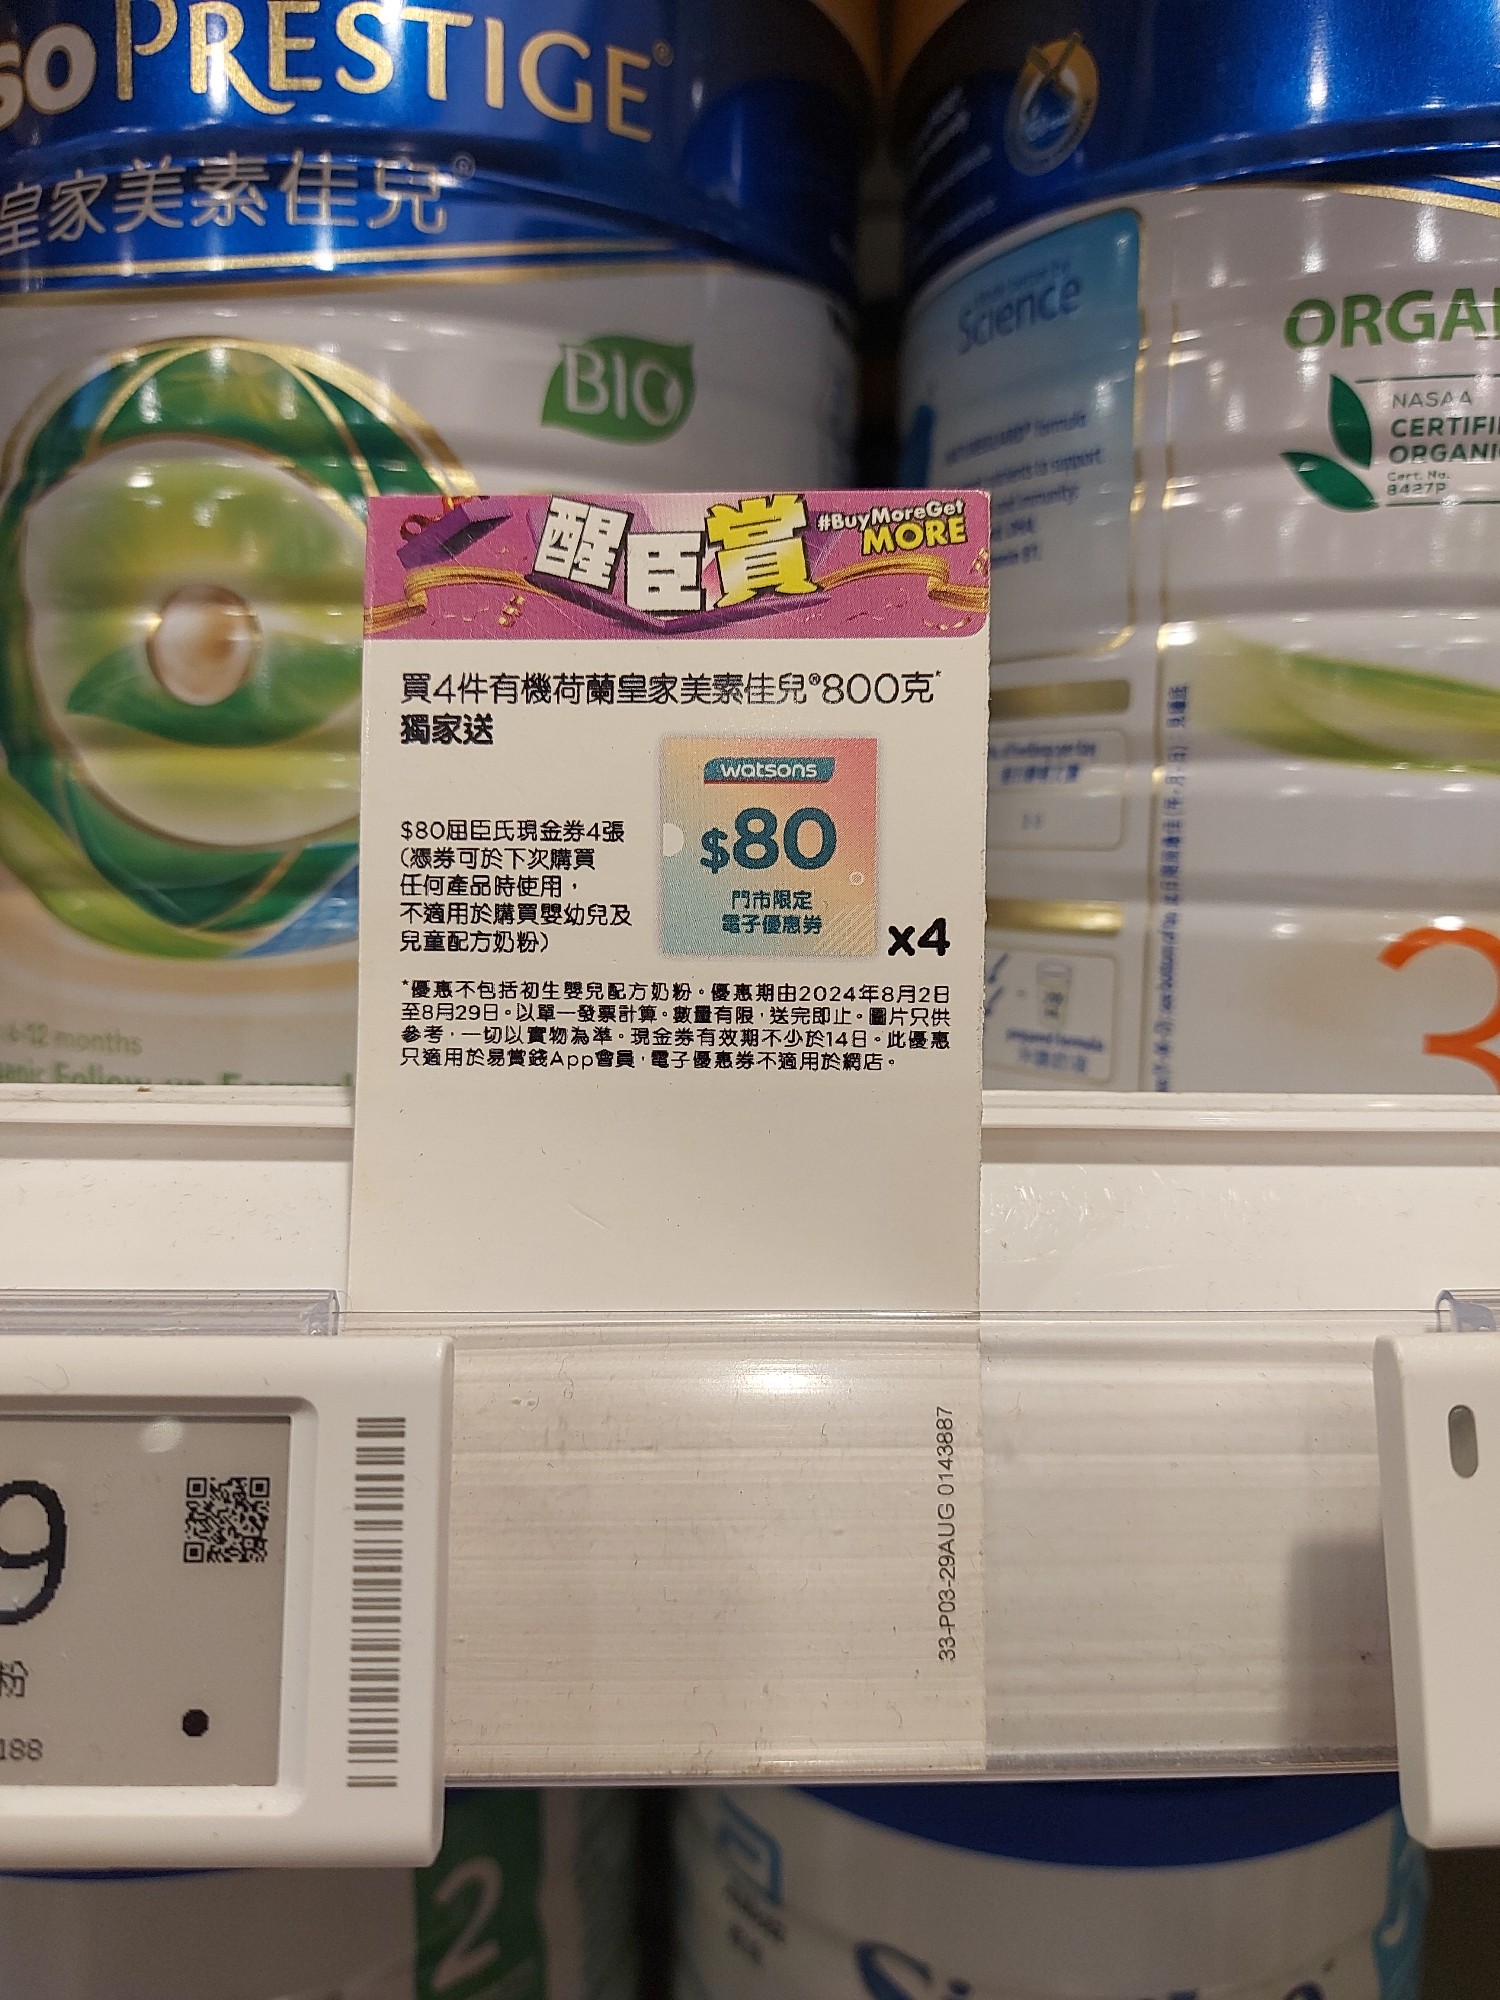 SO PRESTIGE®
皇家美素佳兒®
BIO
Science
ORGA
NASAA
CERTIFI
ORGANI
Cert. No.
8427P
3
6-12 months
醒臣賞
#BuyMoreGet
MORE
買4件有機荷蘭皇家美素佳兒®800克*
獨家送
$80屈臣氏現金券4張
(憑券可於下次購買
任何產品時使用，
不適用於購買嬰幼兒及
兒童配方奶粉)
watsons
$80
門市限定
電子優惠券
x4
*優惠不包括初生嬰兒配方奶粉。優惠期由2024年8月2日
至8月29日。以單一發票計算。數量有限，送完即止。圖片只供
參考，一切以實物為準。現金券有效期不少於14日。此優惠
只適用於易賞錢App會員，電子優惠券不適用於網店。
33-P03-29AUG 0143887
9
粉
188
2